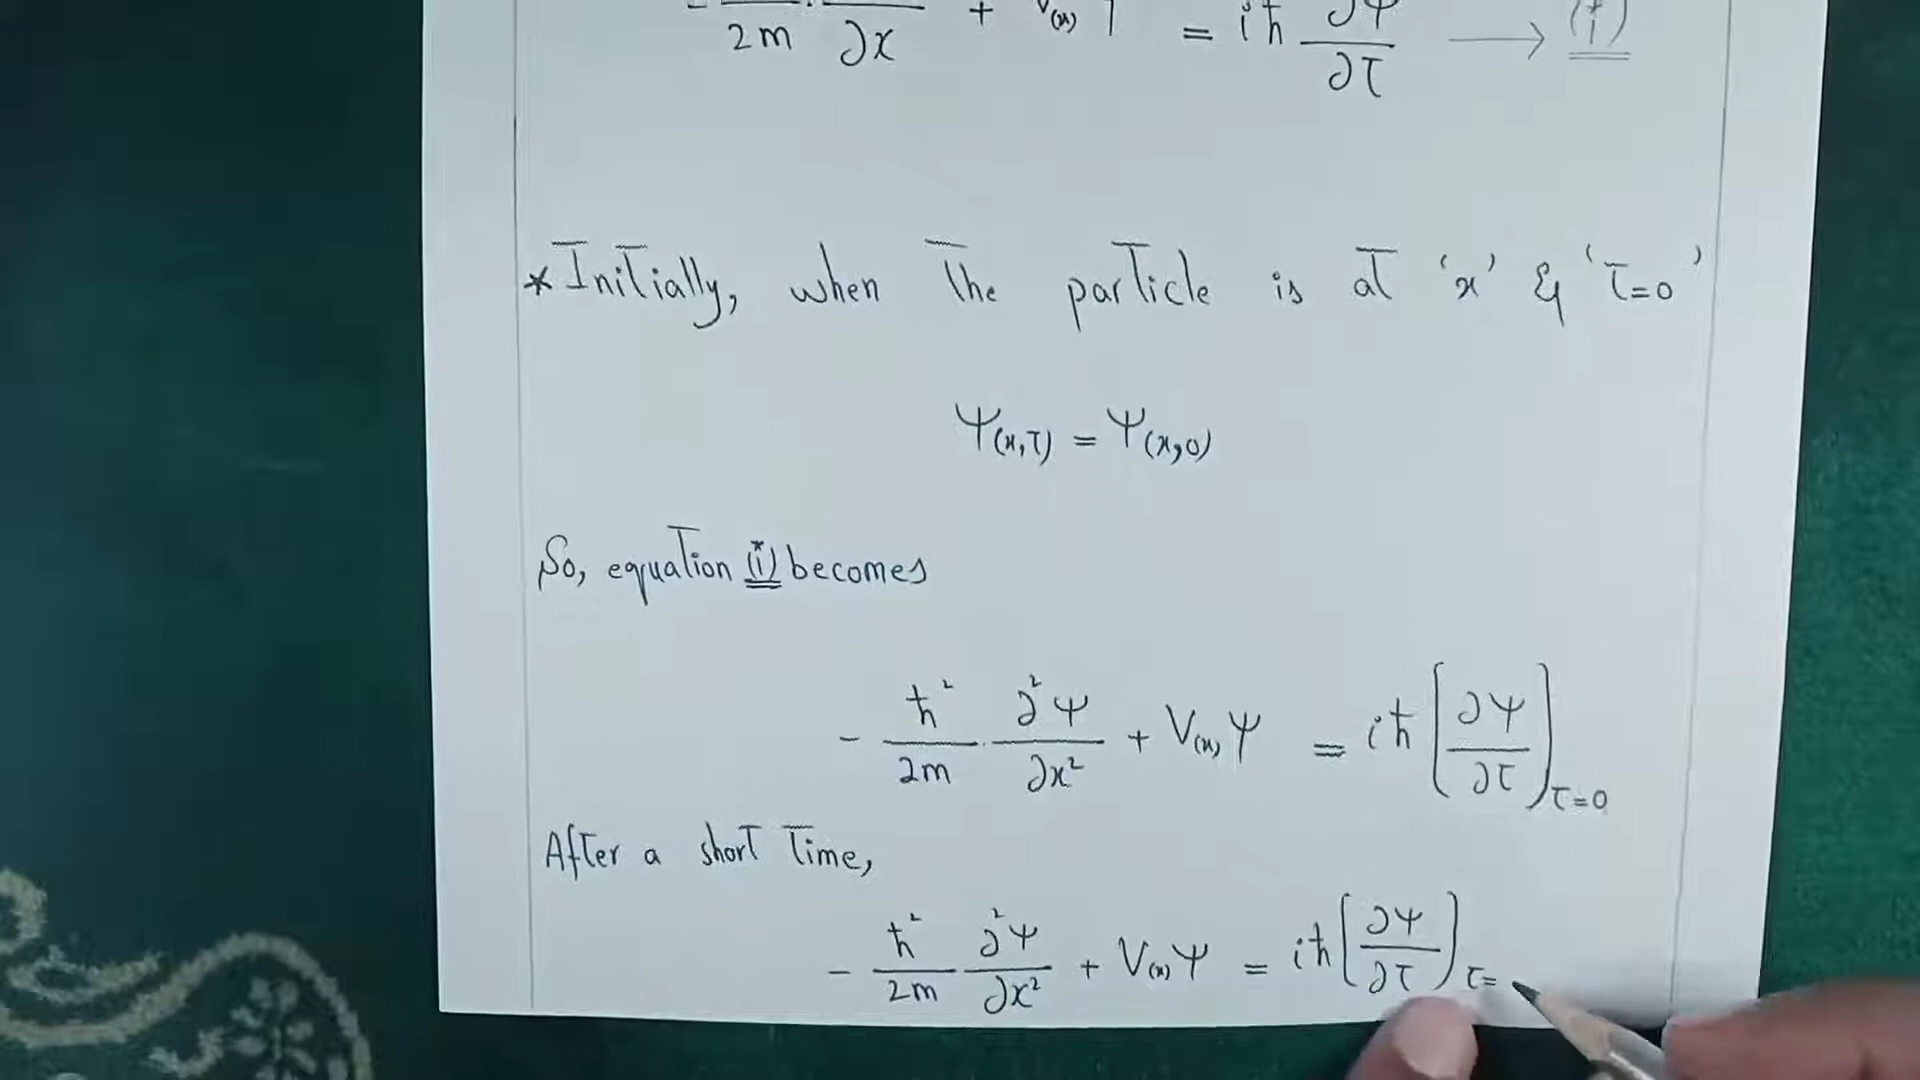 - ─/2m · ─/∂x + V(x) = iħ ∂Ψ/∂t ⟶ (i)
* Initially, when the particle is at 'x' & 't=0'
Ψ(x,t) = Ψ(x,0)
So, equation (i) becomes
- ħ²/2m · ∂²Ψ/∂x² + V(x)Ψ = iħ [∂Ψ/∂t]t=0
After a short time,
- ħ²/2m ∂²Ψ/∂x² + V(x)Ψ = iħ [∂Ψ/∂t]t=